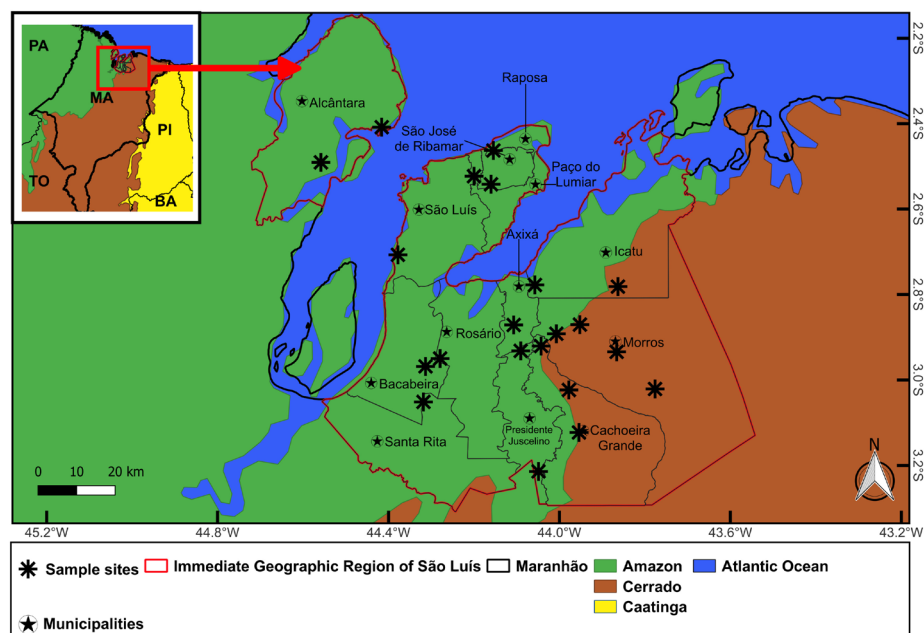 PA
MA
PI
TO
BA
Alcântara
Raposa
São José
de Ribamar
Paço do
Lumiar
São Luís
Axixá
Icatu
Rosário
Morros
Bacabeira
Presidente
Juscelino
Cachoeira
Grande
Santa Rita
0 10 20 km
N
2.2°S
2.4°S
2.6°S
2.8°S
3.0°S
3.2°S
45.2°W 44.8°W 44.4°W 44.0°W 43.6°W 43.2°W
Sample sites Immediate Geographic Region of São Luís Maranhão Amazon Atlantic Ocean
Cerrado
Caatinga
Municipalities